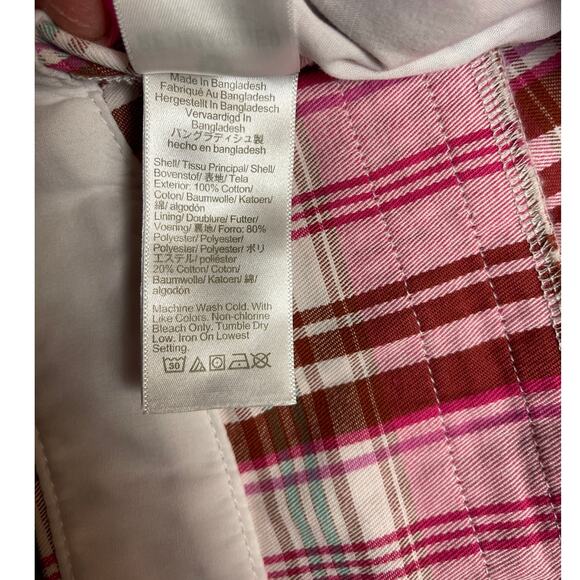 Made In Bangladesh
Fabriqué Au Bangladesh
Hergestellt In Bangladesch
Vervaardigd In
Bangladesh
バングラディシュ製
hecho en bangladesh
Shell/ Tissu Principal/ Shell/
Bovenstof/ 表地/ Tela
Exterior: 100% Cotton/
Coton/ Baumwolle/ Katoen/
綿/ algodón
Lining/ Doublure/ Futter/
Voering/ 裏地/ Forro: 80%
Polyester/ Polyester/
Polyester/ Polyester/ ポリ
エステル/ poliéster
20% Cotton/ Coton/
Baumwolle/ Katoen/ 綿/
algodón
Machine Wash Cold. With
Like Colors. Non-chlorine
Bleach Only. Tumble Dry
Low. Iron On Lowest
Setting.
30